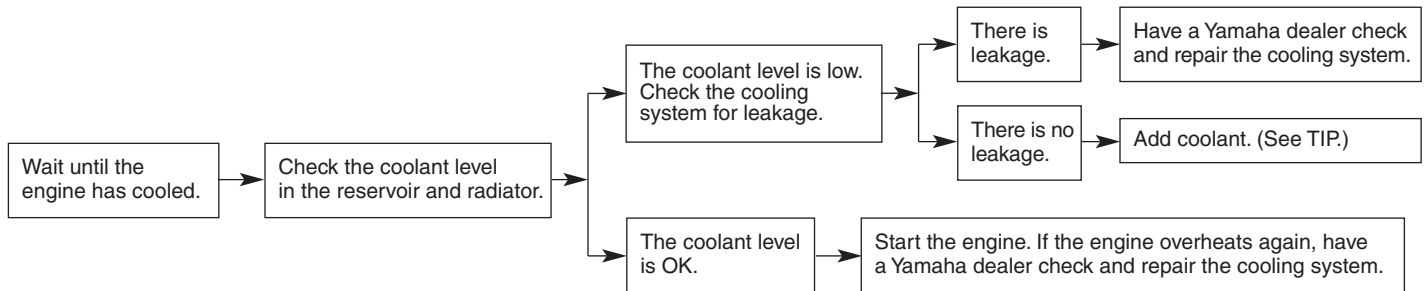 Wait until the
engine has cooled.
Check the coolant level
in the reservoir and radiator.
The coolant level is low.
Check the cooling
system for leakage.
There is
leakage.
Have a Yamaha dealer check
and repair the cooling system.
There is no
leakage.
Add coolant. (See TIP.)
The coolant level
is OK.
Start the engine. If the engine overheats again, have
a Yamaha dealer check and repair the cooling system.